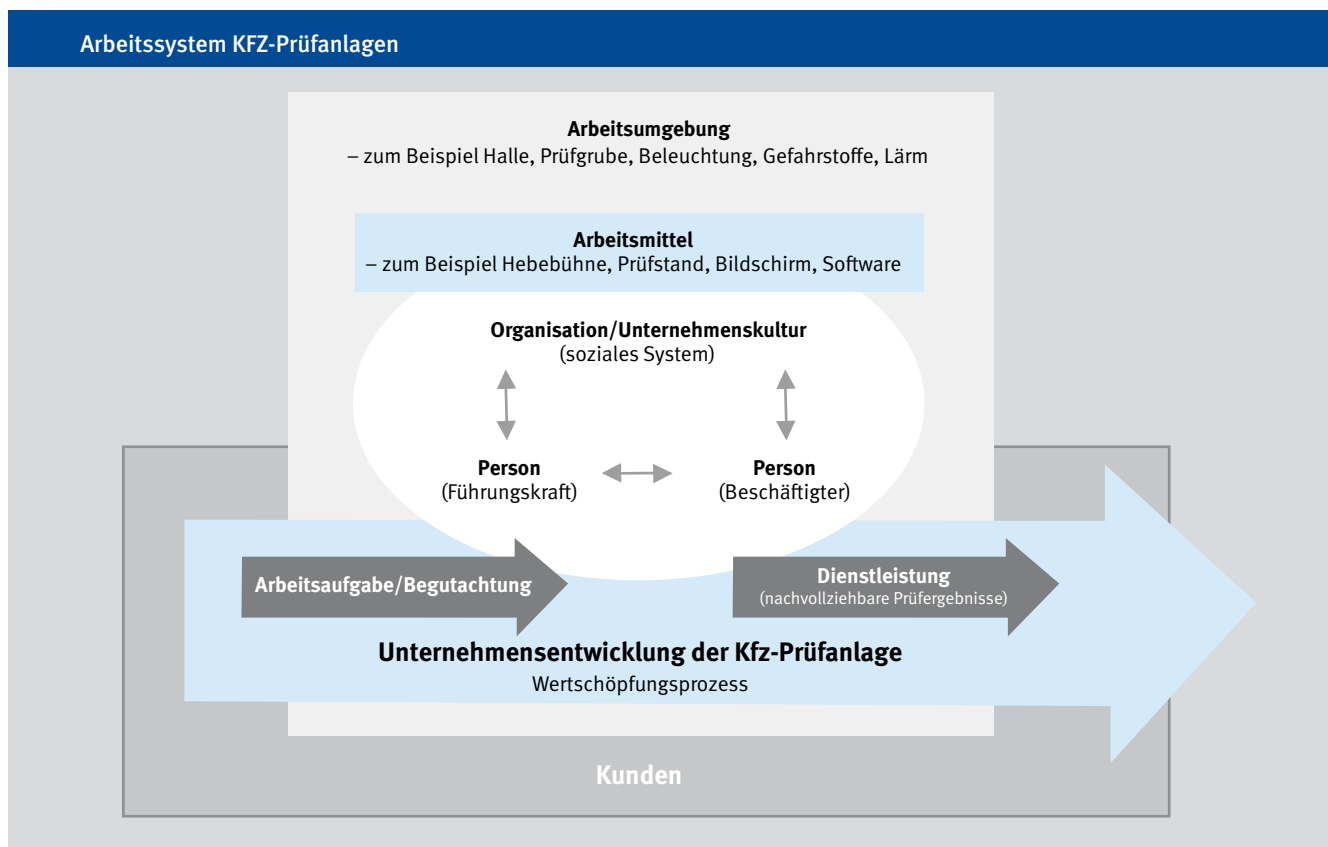 Arbeitssystem KFZ-Prüfanlagen
Arbeitsumgebung
– zum Beispiel Halle, Prüfgrube, Beleuchtung, Gefahrstoffe, Lärm
Arbeitsmittel
– zum Beispiel Hebebühne, Prüfstand, Bildschirm, Software
Organisation/Unternehmenskultur
(soziales System)
Person
(Führungskraft)
Person
(Beschäftigter)
Arbeitsaufgabe/Begutachtung
Dienstleistung
(nachvollziehbare Prüfergebnisse)
Unternehmensentwicklung der Kfz-Prüfanlage
Wertschöpfungsprozess
Kunden